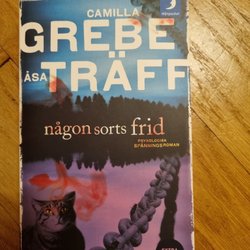 CAMILLA
GREBE
ÅSA
TRÄFF
någon sorts frid
PSYKOLOGISK
SPÄNNINGSROMAN